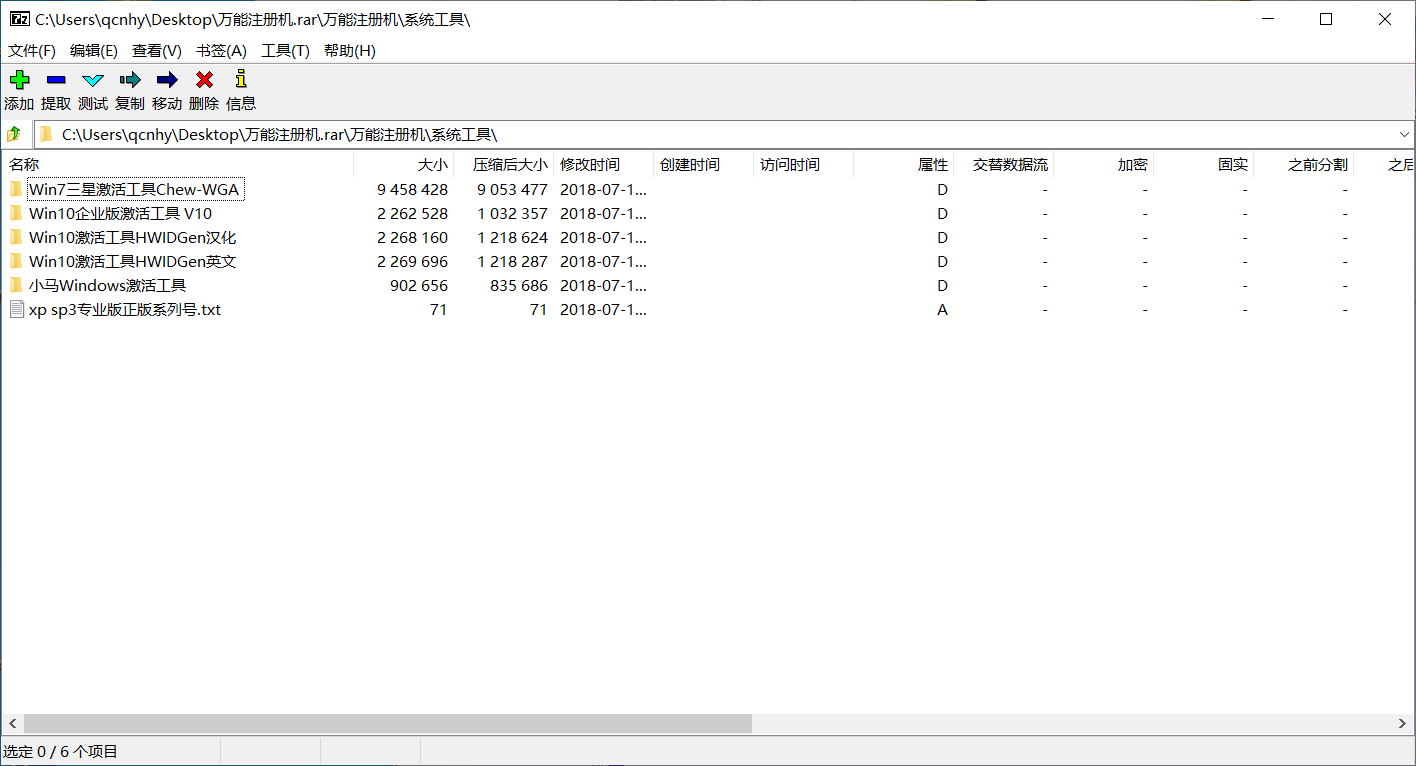 C:\Users\qcnhy\Desktop\万能注册机.rar\万能注册机\系统工具\
文件(F) 编辑(E) 查看(V) 书签(A) 工具(T) 帮助(H)
添加 提取 测试 复制 移动 删除 信息
C:\Users\qcnhy\Desktop\万能注册机.rar\万能注册机\系统工具\
名称 大小 压缩后大小 修改时间 创建时间 访问时间 属性 交替数据流 加密 固实 之前分割 之后
Win7三星激活工具Chew-WGA 9 458 428 9 053 477 2018-07-1... D - - - -
Win10企业版激活工具 V10 2 262 528 1 032 357 2018-07-1... D - - - -
Win10激活工具HWIDGen汉化 2 268 160 1 218 624 2018-07-1... D - - - -
Win10激活工具HWIDGen英文 2 269 696 1 218 287 2018-07-1... D - - - -
小马Windows激活工具 902 656 835 686 2018-07-1... D - - - -
xp sp3专业版正版系列号.txt 71 71 2018-07-1... A - - - -
选定 0 / 6 个项目